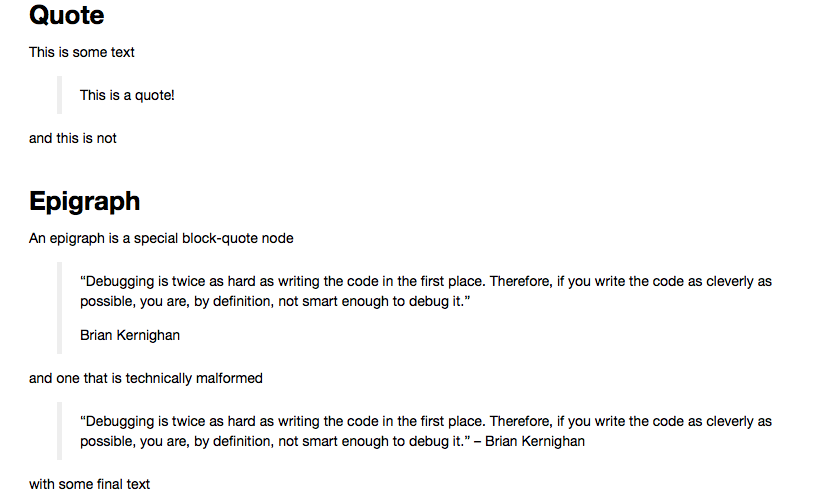 Quote
This is some text
This is a quote!
and this is not
Epigraph
An epigraph is a special block-quote node
“Debugging is twice as hard as writing the code in the first place. Therefore, if you write the code as cleverly as
possible, you are, by definition, not smart enough to debug it.”
Brian Kernighan
and one that is technically malformed
“Debugging is twice as hard as writing the code in the first place. Therefore, if you write the code as cleverly as
possible, you are, by definition, not smart enough to debug it.” – Brian Kernighan
with some final text